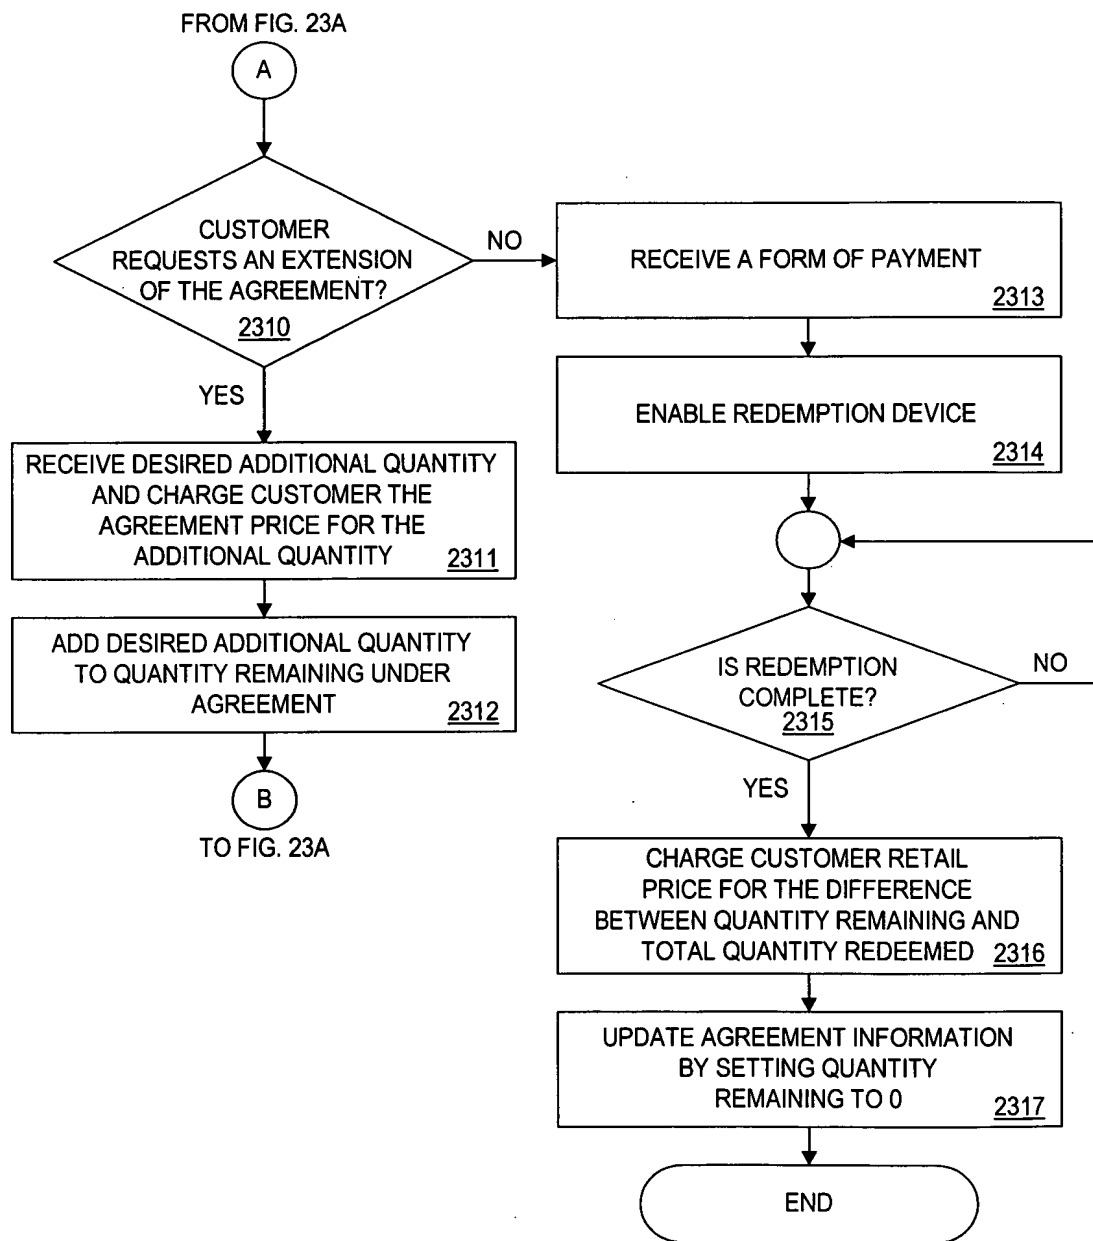 FROM FIG. 23A
A
CUSTOMER
REQUESTS AN EXTENSION
OF THE AGREEMENT?
2310
YES
RECEIVE DESIRED ADDITIONAL QUANTITY
AND CHARGE CUSTOMER THE
AGREEMENT PRICE FOR THE
ADDITIONAL QUANTITY
2311
ADD DESIRED ADDITIONAL QUANTITY
TO QUANTITY REMAINING UNDER
AGREEMENT
2312
B
TO FIG. 23A
NO
RECEIVE A FORM OF PAYMENT
2313
ENABLE REDEMPTION DEVICE
2314
IS REDEMPTION
COMPLETE?
2315
NO
YES
CHARGE CUSTOMER RETAIL
PRICE FOR THE DIFFERENCE
BETWEEN QUANTITY REMAINING AND
TOTAL QUANTITY REDEEMED
2316
UPDATE AGREEMENT INFORMATION
BY SETTING QUANTITY
REMAINING TO 0
2317
END